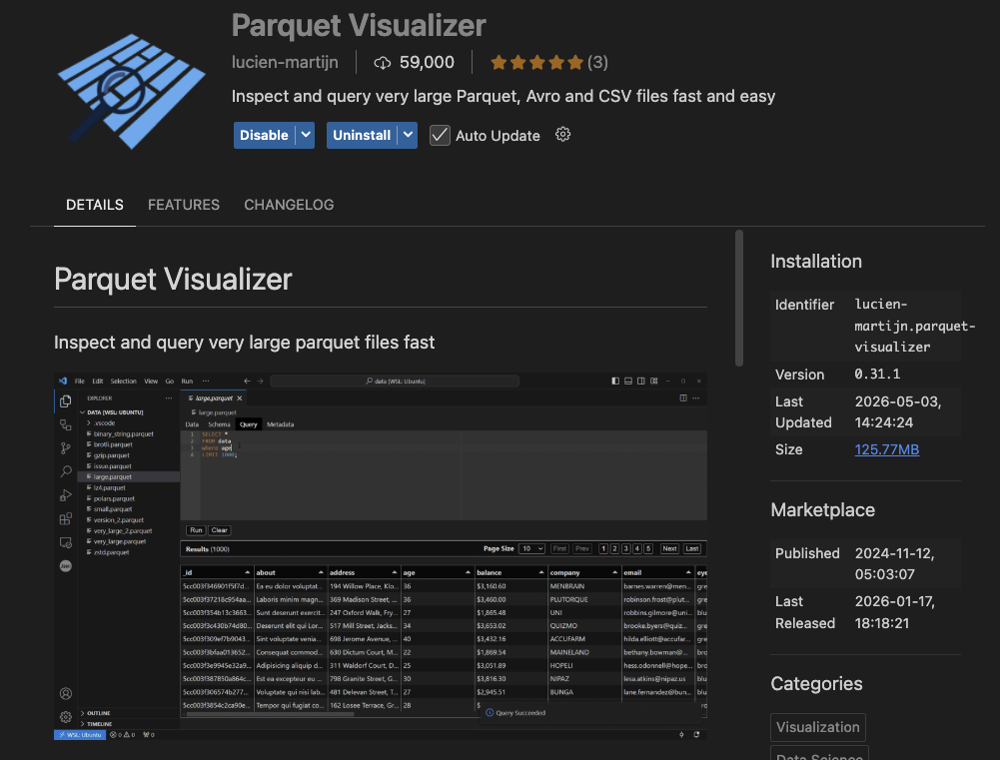 Parquet Visualizer
lucien-martijn 59,000 (3)
Inspect and query very large Parquet, Avro and CSV files fast and easy
Disable Uninstall Auto Update
DETAILS FEATURES CHANGELOG
Parquet Visualizer
Inspect and query very large parquet files fast
File Edit Selection View Go Run ··· data [WSL: Ubuntu]
EXPLORER ···
DATA [WSL: UBUNTU]
.vscode
binary_string.parquet
brotli.parquet
gzip.parquet
issue.parquet
large.parquet
lz4.parquet
polars.parquet
small.parquet
version_2.parquet
very_large_2.parquet
very_large.parquet
zstd.parquet
OUTLINE
TIMELINE
large.parquet
large.parquet
Data Schema Query Metadata
1 SELECT *
2 FROM data
3 where age
4 LIMIT 1000;
Run Clear
Results (1000) Page Size 10 First Prev 1 2 3 4 5 Next Last
_id about address age balance company email eye
5cc003f346901f5f7d... Ea eu dolor voluptat... 194 Willow Place, Klo... 36 $3,160.60 MENBRAIN barnes.warren@men... gre
5cc003f37218c954aa... Laboris minim magn... 369 Madison Street, ... 36 $3,460.00 PLUTORQUE robinson.frost@plut... gre
5cc003f354b13c3663... Sunt deserunt exercit... 247 Oxford Walk, Fry... 27 $1,865.48 UNI robbins.gilmore@uni... blu
5cc003f3c430b74d80... Deserunt elit qui Lor... 517 Mill Street, Jacks... 34 $3,653.02 QUIZMO brooke.byers@quiz... gre
5cc003f309ef7b9043... Sint voluptate venia... 698 Jerome Avenue, ... 40 $3,432.16 ACCUFARM hilda.elliott@accufar... gre
5cc003f3bfaa013652... Consequat commod... 630 Dictum Court, M... 22 $1,869.54 MAINELAND bethany.bowman@... bro
5cc003f3e9945e32a9... Adipisicing aliquip d... 311 Waldorf Court, D... 25 $3,051.89 HOPELI hess.odonnell@hope... bro
5cc003f387850a864c... Est ea excepteur eu ... 798 Granite Street, G... 30 $3,816.30 NIPAZ lesa.atkins@nipaz.us blu
5cc003f306574b277... Voluptate qui nisi lab... 481 Delevan Street, T... 27 $2,945.51 BUNGA lane.fernandez@bun... blu
5cc003f3854c2ca90e... Tempor qui fugiat co... 162 Losee Terrace, Gr... 28 $
Query Succeeded
WSL: Ubuntu 0 0 0
Installation
Identifier lucien-
martijn.parquet-
visualizer
Version 0.31.1
Last 2026-05-03,
Updated 14:24:24
Size 125.77MB
Marketplace
Published 2024-11-12,
05:03:07
Last 2026-01-17,
Released 18:18:21
Categories
Visualization
Data Science